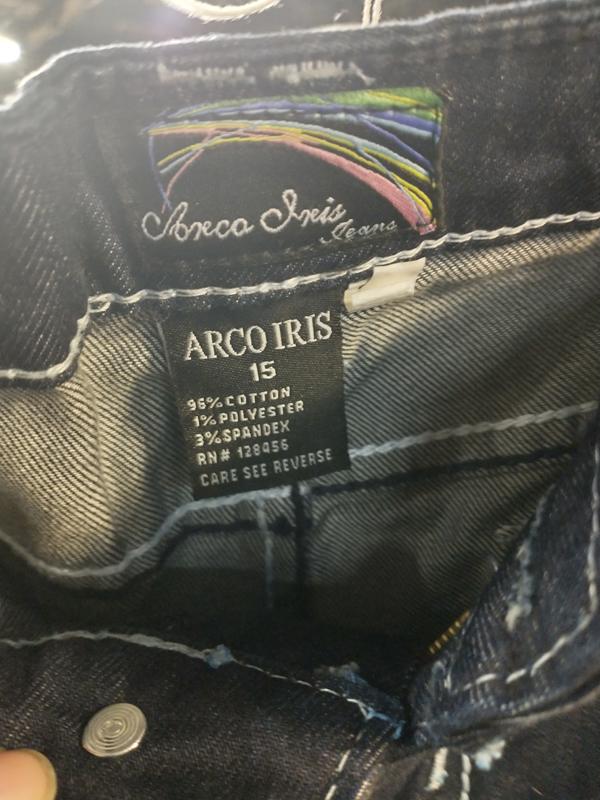 Arco Iris
Jeans
ARCO IRIS
15
96% COTTON
1% POLYESTER
3% SPANDEX
RN# 128456
CARE SEE REVERSE